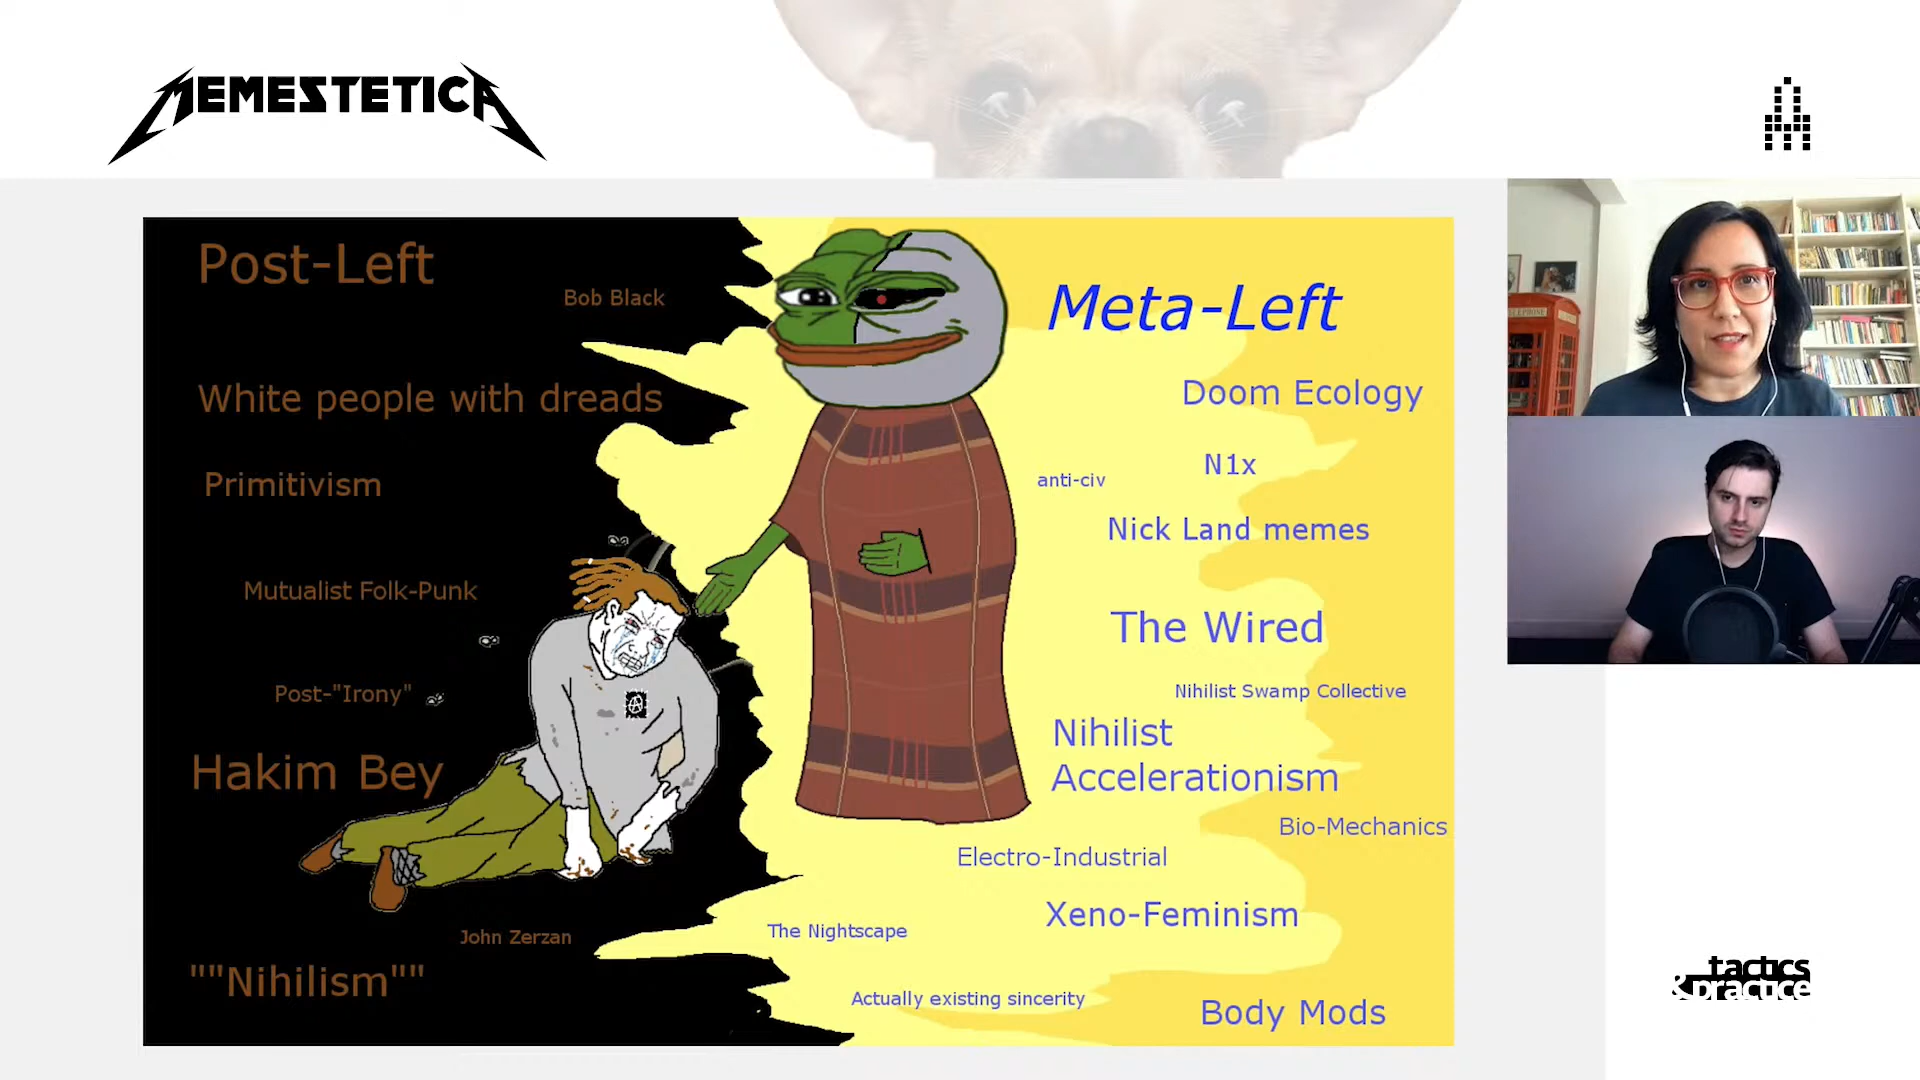 MEMESTETICA
Post-Left
Bob Black
White people with dreads
Primitivism
Mutualist Folk-Punk
Post-"Irony"
Hakim Bey
John Zerzan
""Nihilism""
Meta-Left
Doom Ecology
N1x
anti-civ
Nick Land memes
The Wired
Nihilist Swamp Collective
Nihilist
Accelerationism
Bio-Mechanics
Electro-Industrial
Xeno-Feminism
The Nightscape
Actually existing sincerity
Body Mods
TELEPHONE
tactics
&practice